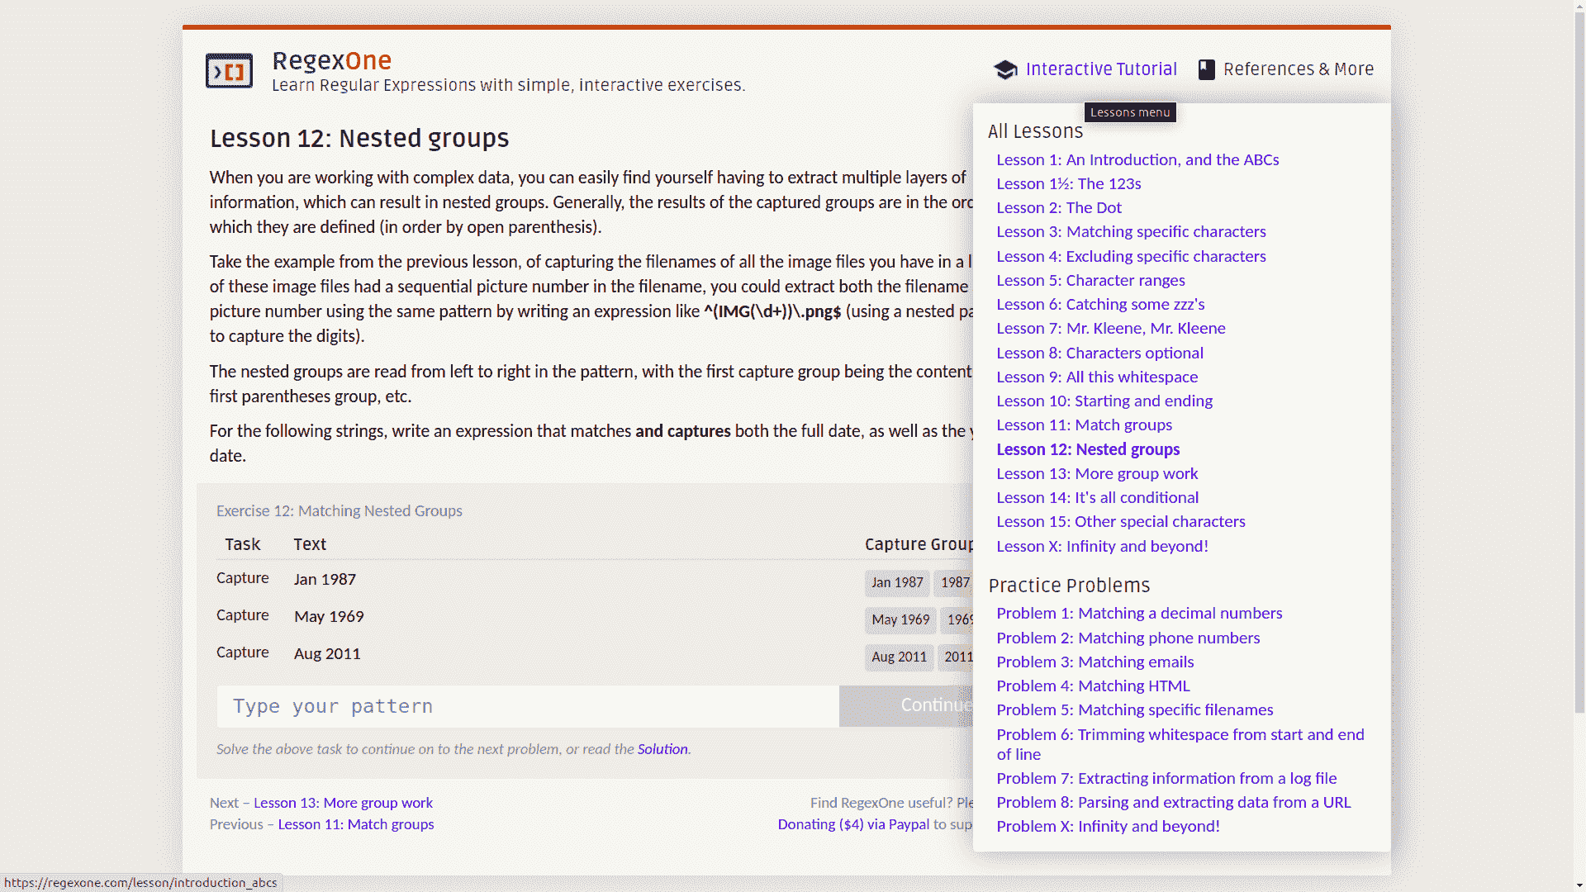 RegexOne
Learn Regular Expressions with simple, interactive exercises.
Interactive Tutorial
References & More
Lessons menu
Lesson 12: Nested groups
When you are working with complex data, you can easily find yourself having to extract multiple layers of
information, which can result in nested groups. Generally, the results of the captured groups are in the
which they are defined (in order by open parenthesis).
Take the example from the previous lesson, of capturing the filenames of all the image files you have in a
of these image files had a sequential picture number in the filename, you could extract both the filename
picture number using the same pattern by writing an expression like ^(IMG(\d+))\.png$ (using a nested
to capture the digits).
The nested groups are read from left to right in the pattern, with the first capture group being the
first parentheses group, etc.
For the following strings, write an expression that matches and captures both the full date, as well as the
date.
Exercise 12: Matching Nested Groups
Task Text Capture
Capture Jan 1987 Jan 1987 1987
Capture May 1969 May 1969 1969
Capture Aug 2011 Aug 2011 2011
Type your pattern Continue
Solve the above task to continue on to the next problem, or read the Solution.
Next – Lesson 13: More group work
Previous – Lesson 11: Match groups
Find RegexOne useful?
Donating ($4) via Paypal to
All Lessons
Lesson 1: An Introduction, and the ABCs
Lesson 1½: The 123s
Lesson 2: The Dot
Lesson 3: Matching specific characters
Lesson 4: Excluding specific characters
Lesson 5: Character ranges
Lesson 6: Catching some zzz's
Lesson 7: Mr. Kleene, Mr. Kleene
Lesson 8: Characters optional
Lesson 9: All this whitespace
Lesson 10: Starting and ending
Lesson 11: Match groups
Lesson 12: Nested groups
Lesson 13: More group work
Lesson 14: It's all conditional
Lesson 15: Other special characters
Lesson X: Infinity and beyond!
Practice Problems
Problem 1: Matching a decimal numbers
Problem 2: Matching phone numbers
Problem 3: Matching emails
Problem 4: Matching HTML
Problem 5: Matching specific filenames
Problem 6: Trimming whitespace from start and end
of line
Problem 7: Extracting information from a log file
Problem 8: Parsing and extracting data from a URL
Problem X: Infinity and beyond!
https://regexone.com/lesson/introduction_abcs